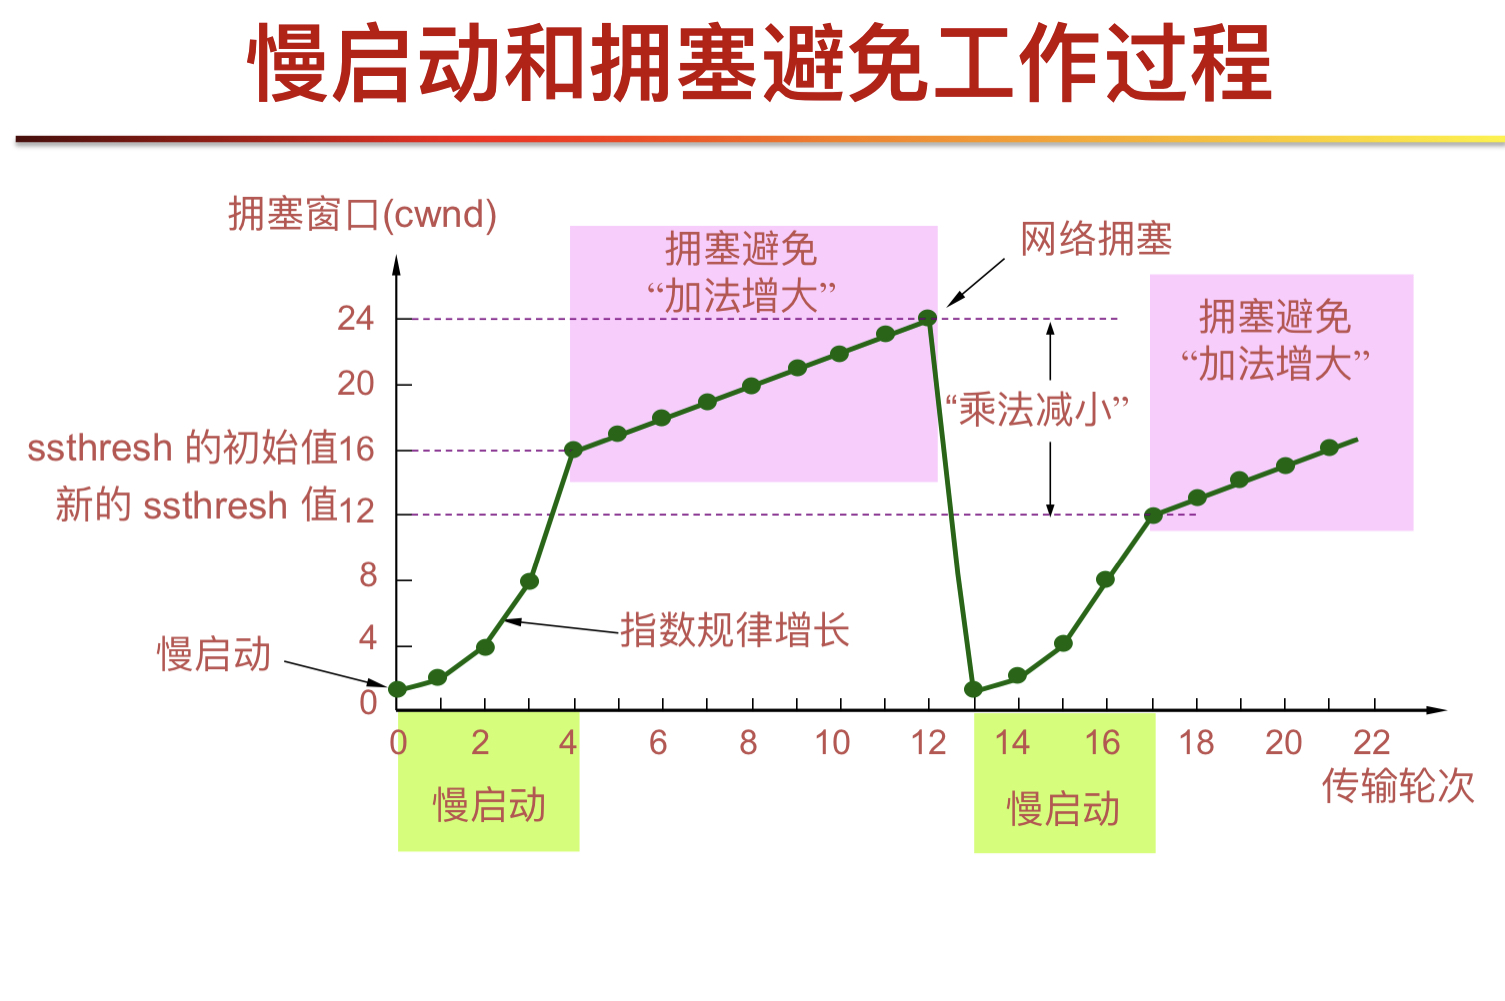 慢启动和拥塞避免工作过程
拥塞窗口(cwnd)
拥塞避免
“加法增大”
网络拥塞
24
20
ssthresh 的初始值16
新的 ssthresh 值12
8
4
0
“乘法减小”
拥塞避免
“加法增大”
指数规律增长
慢启动
0 2 4 6 8 10 12 14 16 18 20 22
传输轮次
慢启动
慢启动